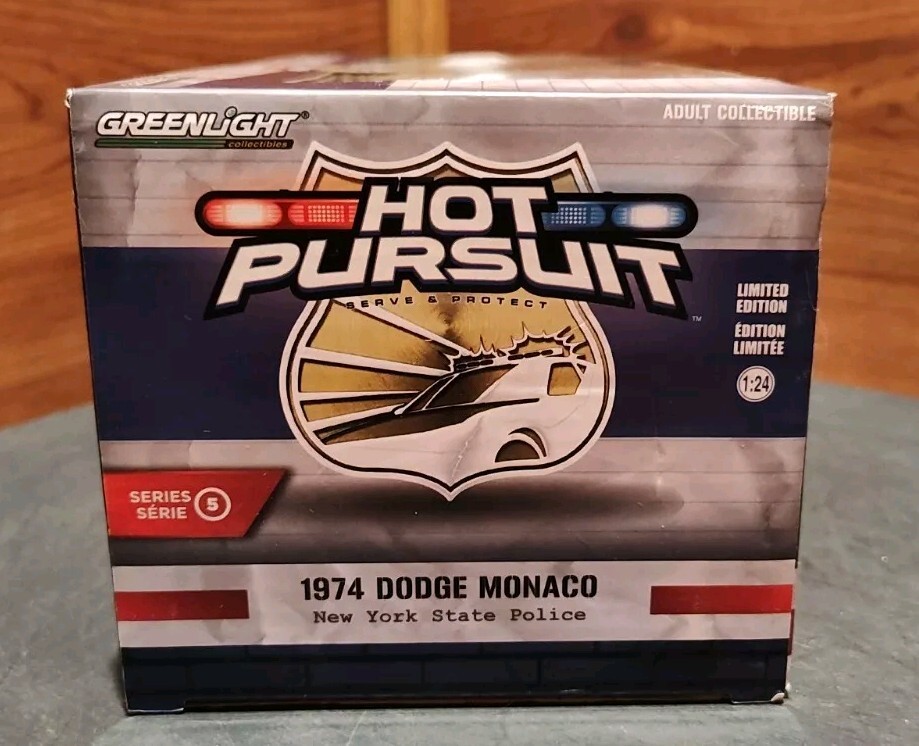 GREENLIGHT®
collectibles
ADULT COLLECTIBLE
HOT
PURSUIT
TM
SERVE & PROTECT
LIMITED
EDITION
ÉDITION
LIMITÉE
1:24
SERIES
SÉRIE
5
1974 DODGE MONACO
New York State Police